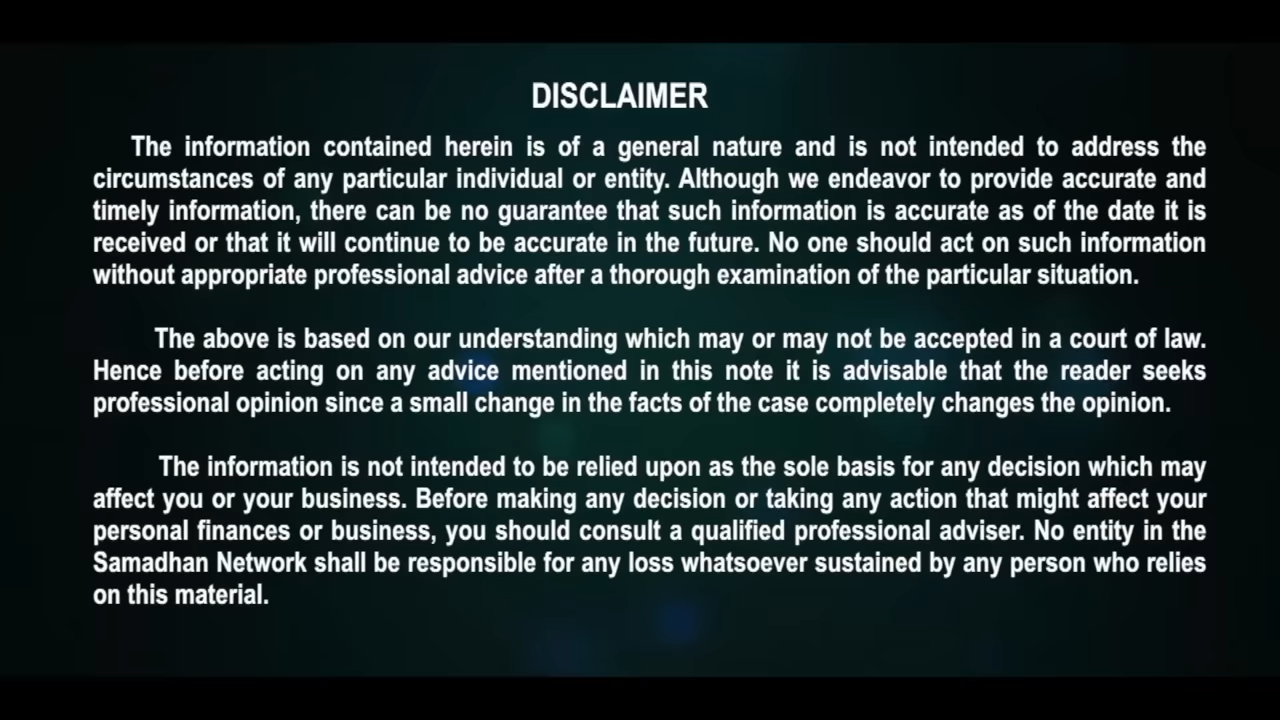 DISCLAIMER
The information contained herein is of a general nature and is not intended to address the
circumstances of any particular individual or entity. Although we endeavor to provide accurate and
timely information, there can be no guarantee that such information is accurate as of the date it is
received or that it will continue to be accurate in the future. No one should act on such information
without appropriate professional advice after a thorough examination of the particular situation.
The above is based on our understanding which may or may not be accepted in a court of law.
Hence before acting on any advice mentioned in this note it is advisable that the reader seeks
professional opinion since a small change in the facts of the case completely changes the opinion.
The information is not intended to be relied upon as the sole basis for any decision which may
affect you or your business. Before making any decision or taking any action that might affect your
personal finances or business, you should consult a qualified professional adviser. No entity in the
Samadhan Network shall be responsible for any loss whatsoever sustained by any person who relies
on this material.